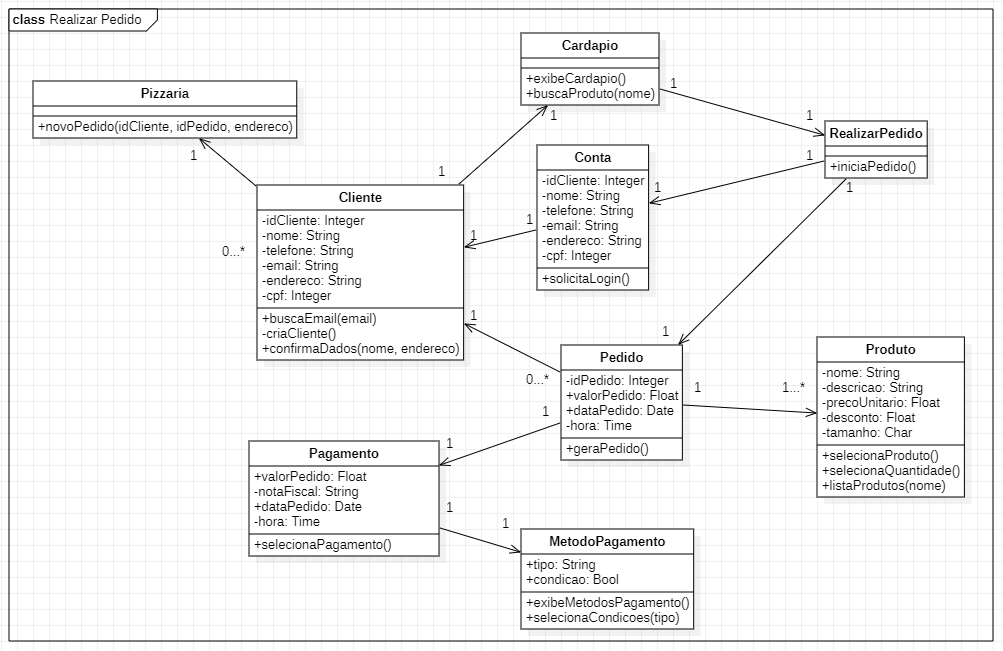 class Realizar Pedido
Cardapio
+exibeCardapio()
+buscaProduto(nome)
1
1
1
1
Pizzaria
+novoPedido(idCliente, idPedido, endereco)
1
0...*
RealizarPedido
+iniciaPedido()
1
1
1
1
Conta
-idCliente: Integer
-nome: String
-telefone: String
-email: String
-endereco: String
-cpf: Integer
+solicitaLogin()
1
1
Cliente
-idCliente: Integer
-nome: String
-telefone: String
-email: String
-endereco: String
-cpf: Integer
+buscaEmail(email)
-criaCliente()
+confirmaDados(nome, endereco)
1
0...*
Pedido
-idPedido: Integer
+valorPedido: Float
+dataPedido: Date
-hora: Time
+geraPedido()
1
1...*
1
1
Produto
-nome: String
-descricao: String
-precoUnitario: Float
-desconto: Float
-tamanho: Char
+selecionaProduto()
+selecionaQuantidade()
+listaProdutos(nome)
Pagamento
+valorPedido: Float
-notaFiscal: String
+dataPedido: Date
-hora: Time
+selecionaPagamento()
1
1
MetodoPagamento
+tipo: String
+condicao: Bool
+exibeMetodosPagamento()
+selecionaCondicoes(tipo)